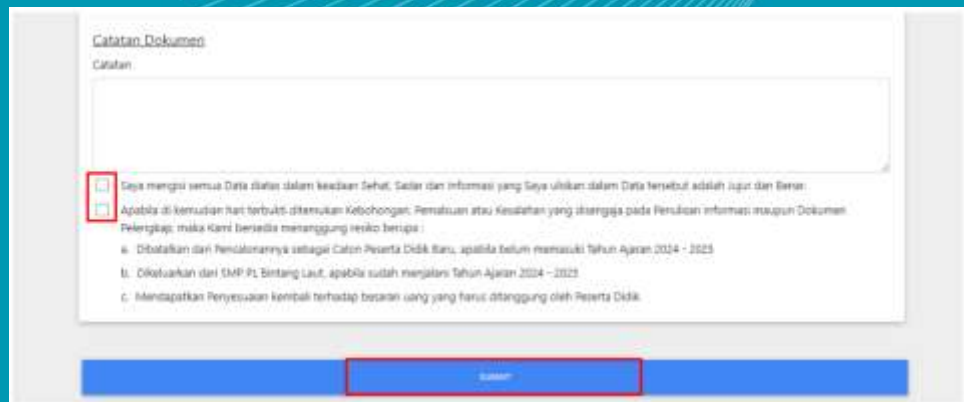 Catatan Dokumen
Catatan
Saya mengisi semua Data diatas dalam keadaan Sehat, Sadar dan informasi yang Saya uliskan dalam Data tersebut adalah Jujur dan Benar.
Apabila di kemudian hari terbukti ditemukan Kebohongan, Pemalsuan atau Kesalahan yang disengaja pada Penulisan informasi maupun Dokumen
Pelengkap, maka Kami bersedia menanggung resiko berupa :
a. Dibatalkan dari Pencalonannya sebagai Calon Peserta Didik Baru, apabila belum memasuki Tahun Ajaran 2024 - 2025
b. Dikeluarkan dari SMP PL Bintang Laut, apabila sudah menjalani Tahun Ajaran 2024 - 2025
c. Mendapatkan Penyesuaian kembali terhadap besaran uang yang harus ditanggung oleh Peserta Didik
SUBMIT